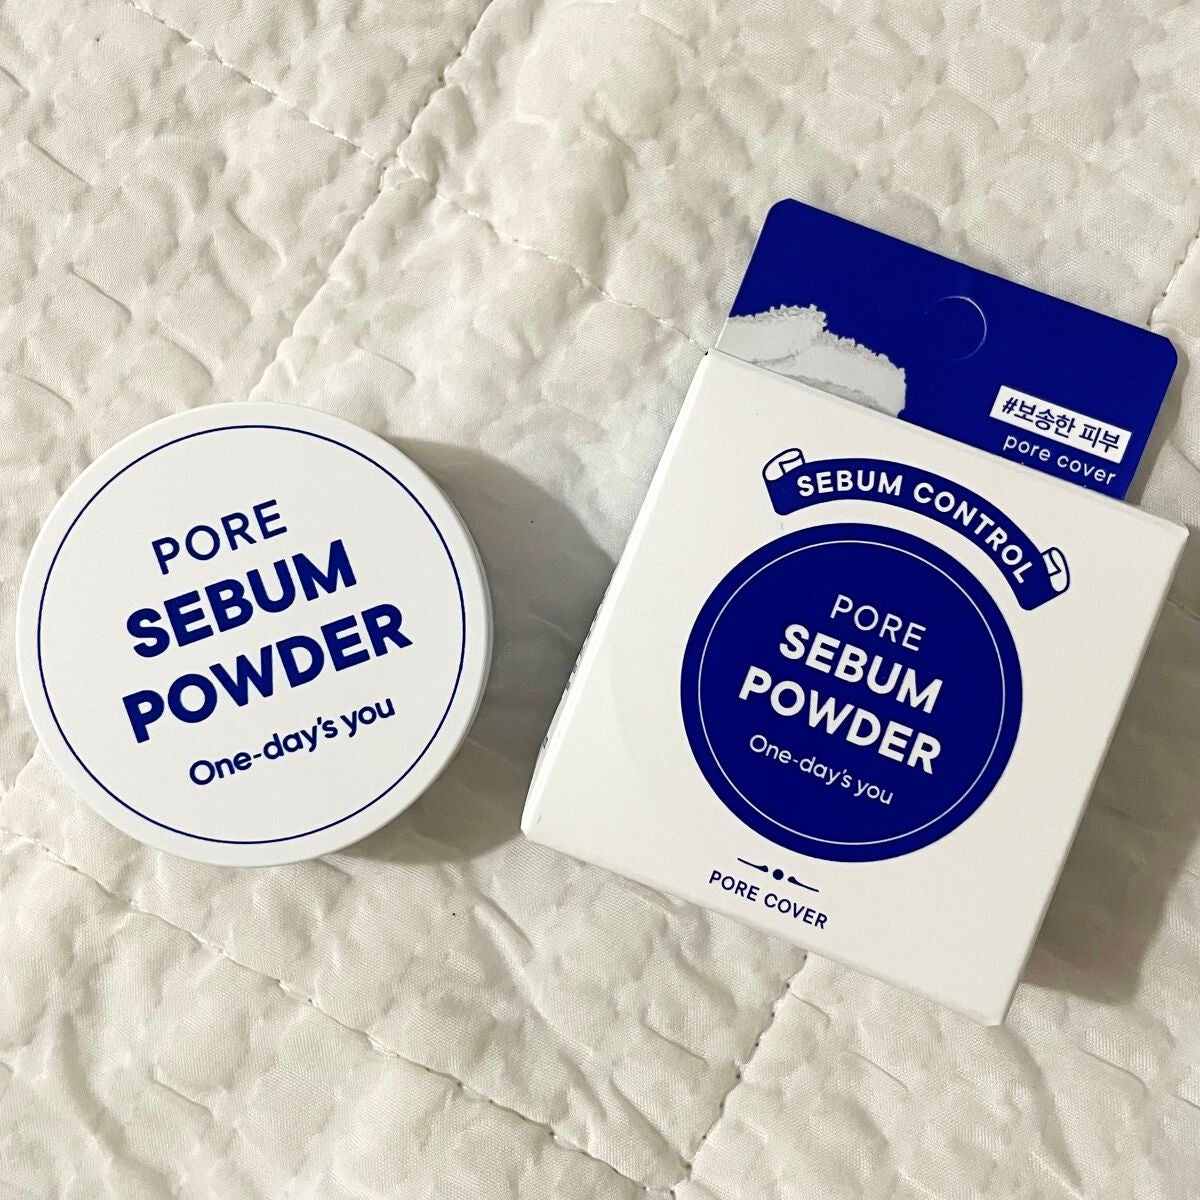 PORE
SEBUM
POWDER
One-day's you
#보송한 피부
pore cover
SEBUM CONTROL
PORE
SEBUM
POWDER
One-day's you
PORE COVER